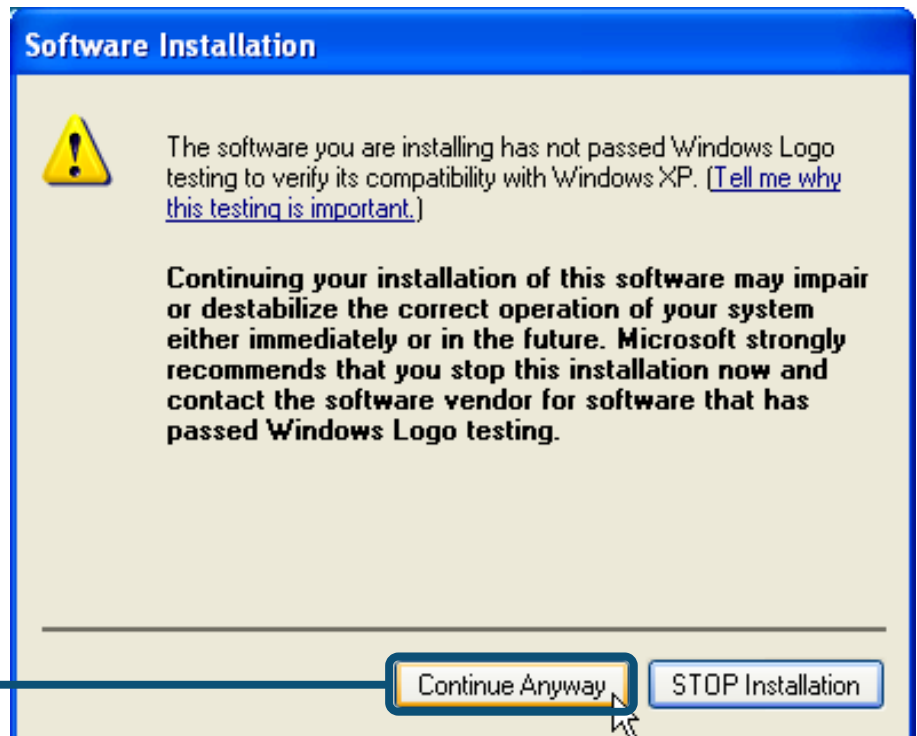 Software Installation
The software you are installing has not passed Windows Logo
testing to verify its compatibility with Windows XP. (Tell me why
this testing is important.)
Continuing your installation of this software may impair
or destabilize the correct operation of your system
either immediately or in the future. Microsoft strongly
recommends that you stop this installation now and
contact the software vendor for software that has
passed Windows Logo testing.
Continue Anyway
STOP Installation